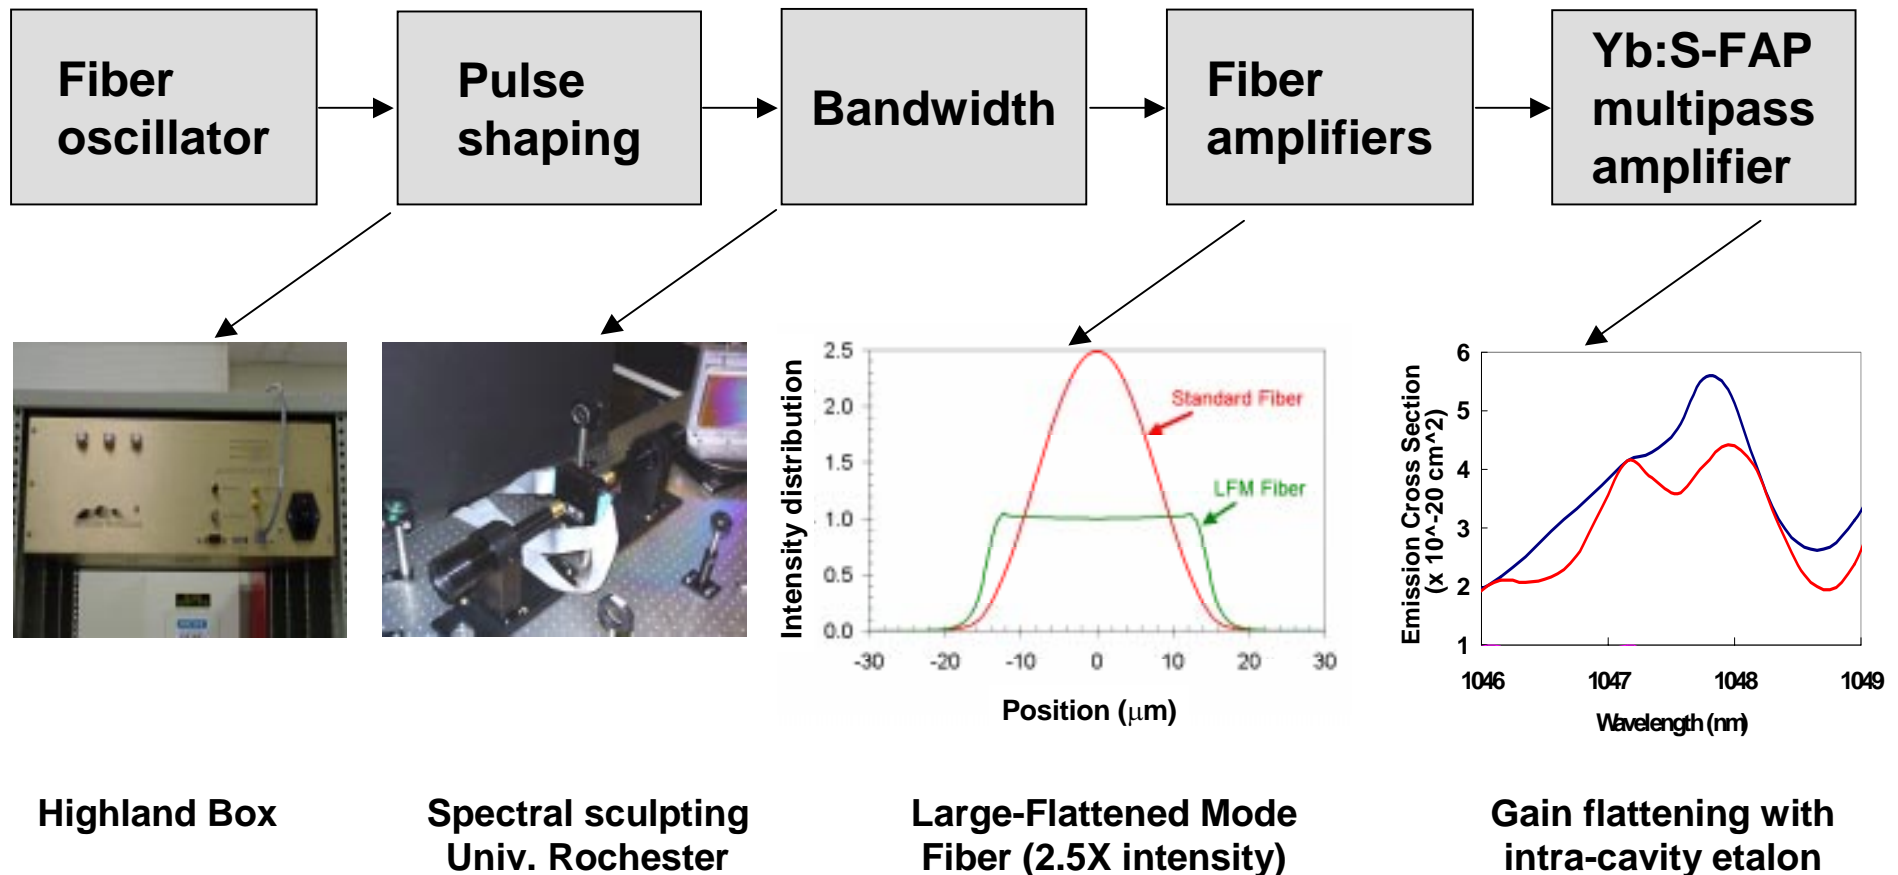 Fiber
oscillator
Pulse
shaping
Bandwidth
Fiber
amplifiers
Yb:S-FAP
multipass
amplifier
Intensity distribution
2.5
2.0
1.5
1.0
0.5
0.0
Standard Fiber
LFM Fiber
-30 -20 -10 0 10 20 30
Position (μm)
Emission Cross Section
(x 10^-20 cm^2)
6
5
4
3
2
1
1046 1047 1048 1049
Wavelength (nm)
Highland Box
Spectral sculpting
Univ. Rochester
Large-Flattened Mode
Fiber (2.5X intensity)
Gain flattening with
intra-cavity etalon